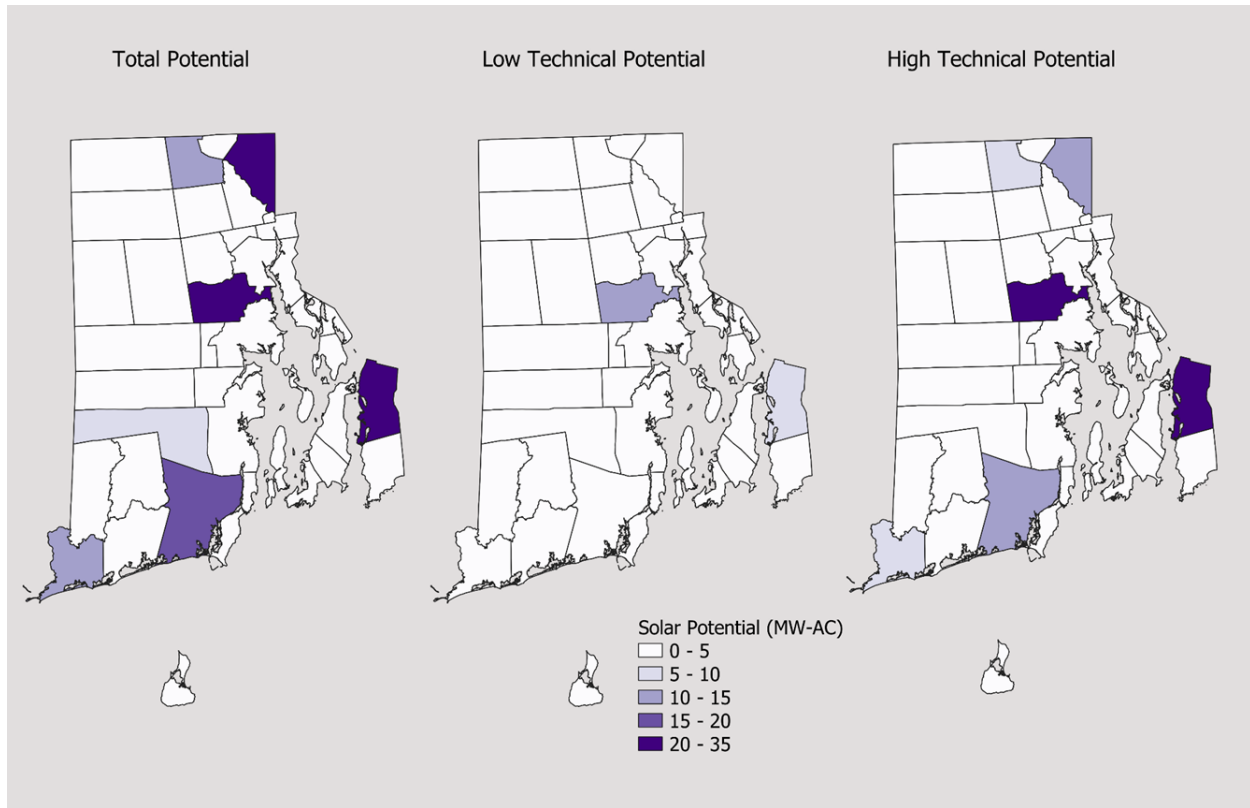 Total Potential
Low Technical Potential
High Technical Potential
Solar Potential (MW-AC)
0 - 5
5 - 10
10 - 15
15 - 20
20 - 35